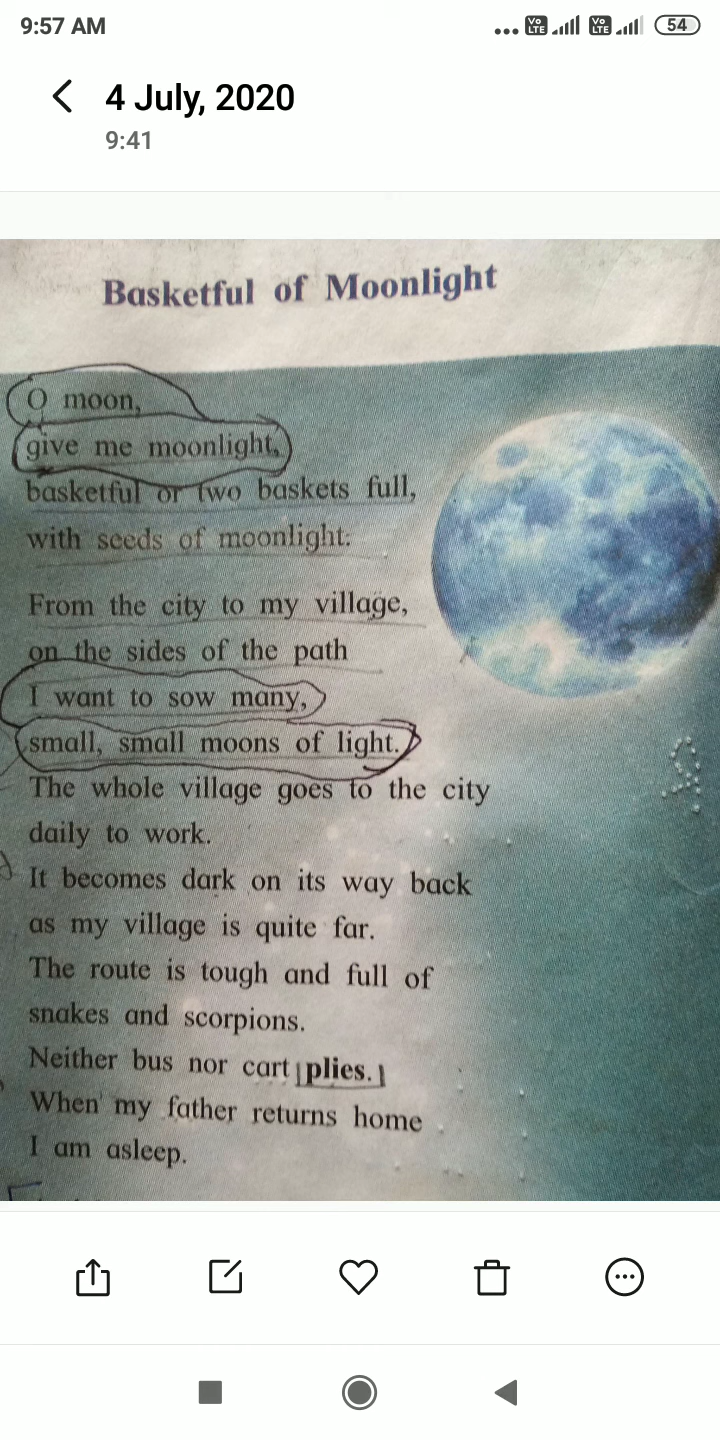 9:57 AM
Vo LTE Vo LTE 54
4 July, 2020
9:41
Basketful of Moonlight
O moon,
give me moonlight,
basketful or two baskets full,
with seeds of moonlight:
From the city to my village,
on the sides of the path
I want to sow many,
small, small moons of light.
The whole village goes to the city
daily to work.
It becomes dark on its way back
as my village is quite far.
The route is tough and full of
snakes and scorpions.
Neither bus nor cart plies.
When my father returns home
I am asleep.